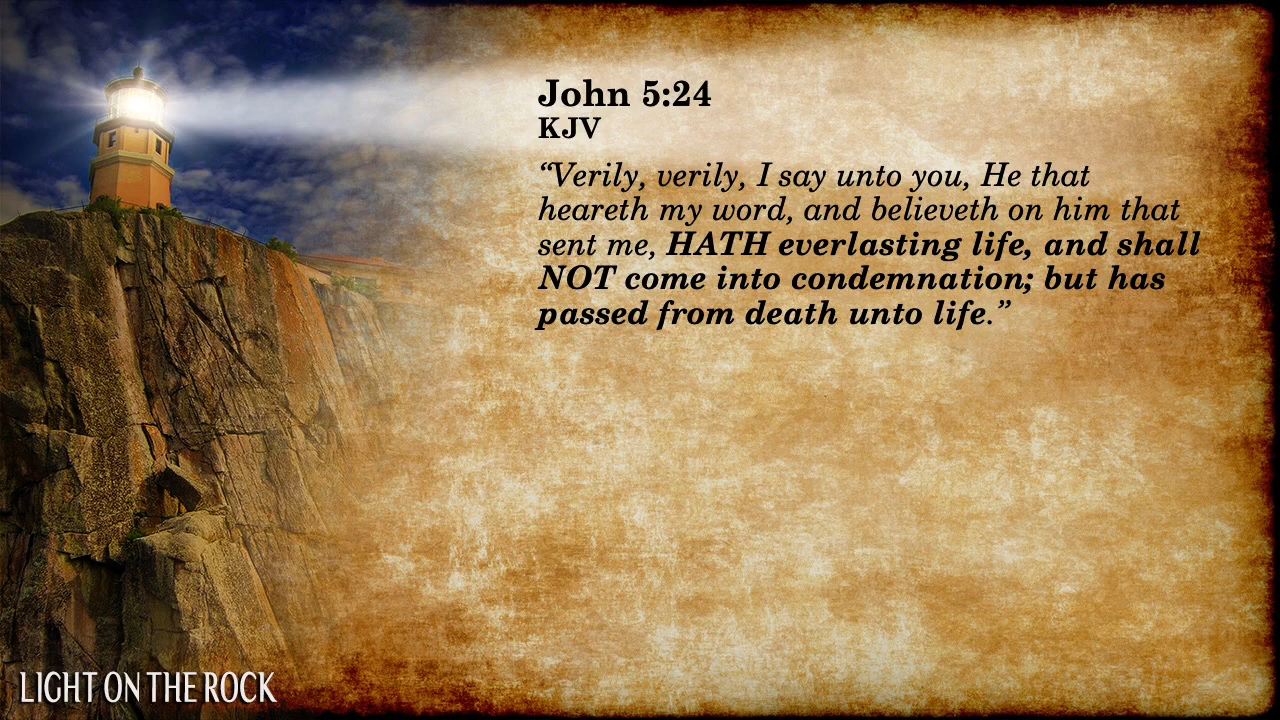 John 5:24
KJV
“Verily, verily, I say unto you, He that
heareth my word, and believeth on him that
sent me, HATH everlasting life, and shall
NOT come into condemnation; but has
passed from death unto life.”
LIGHT ON THE ROCK